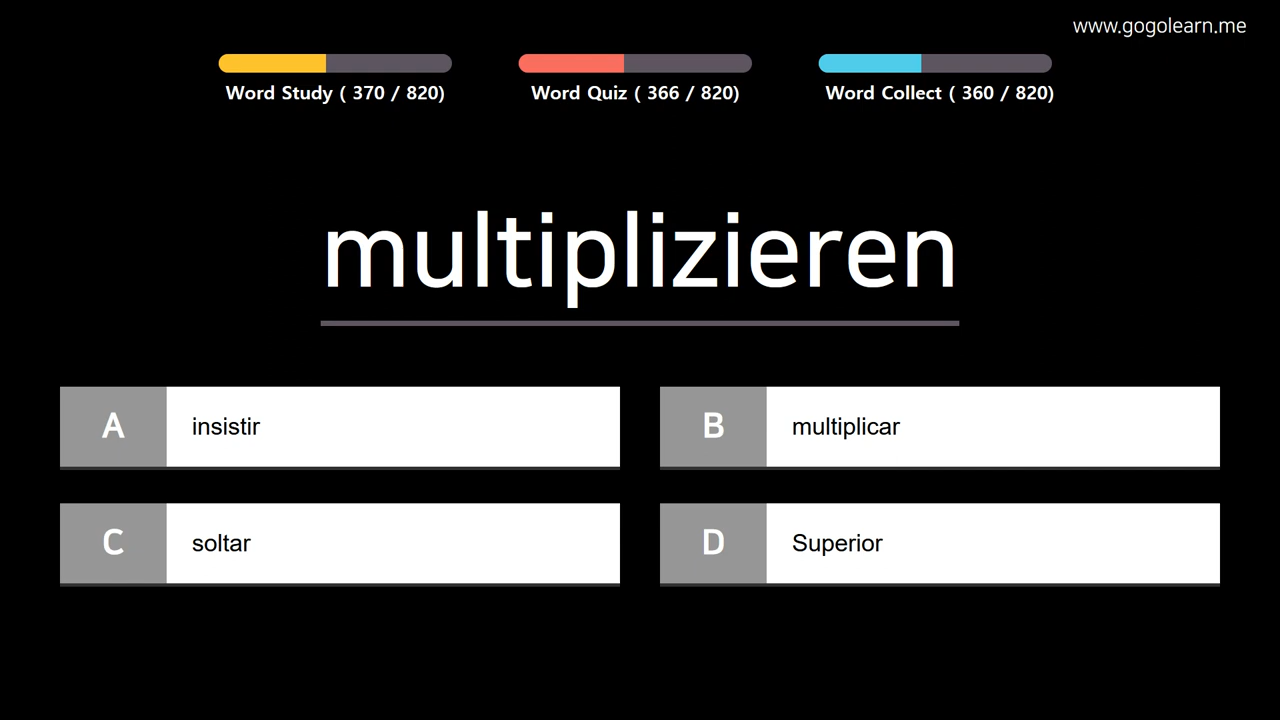 www.gogolearn.me
Word Study ( 370 / 820)
Word Quiz ( 366 / 820)
Word Collect ( 360 / 820)
multiplizieren
A insistir
B multiplicar
C soltar
D Superior